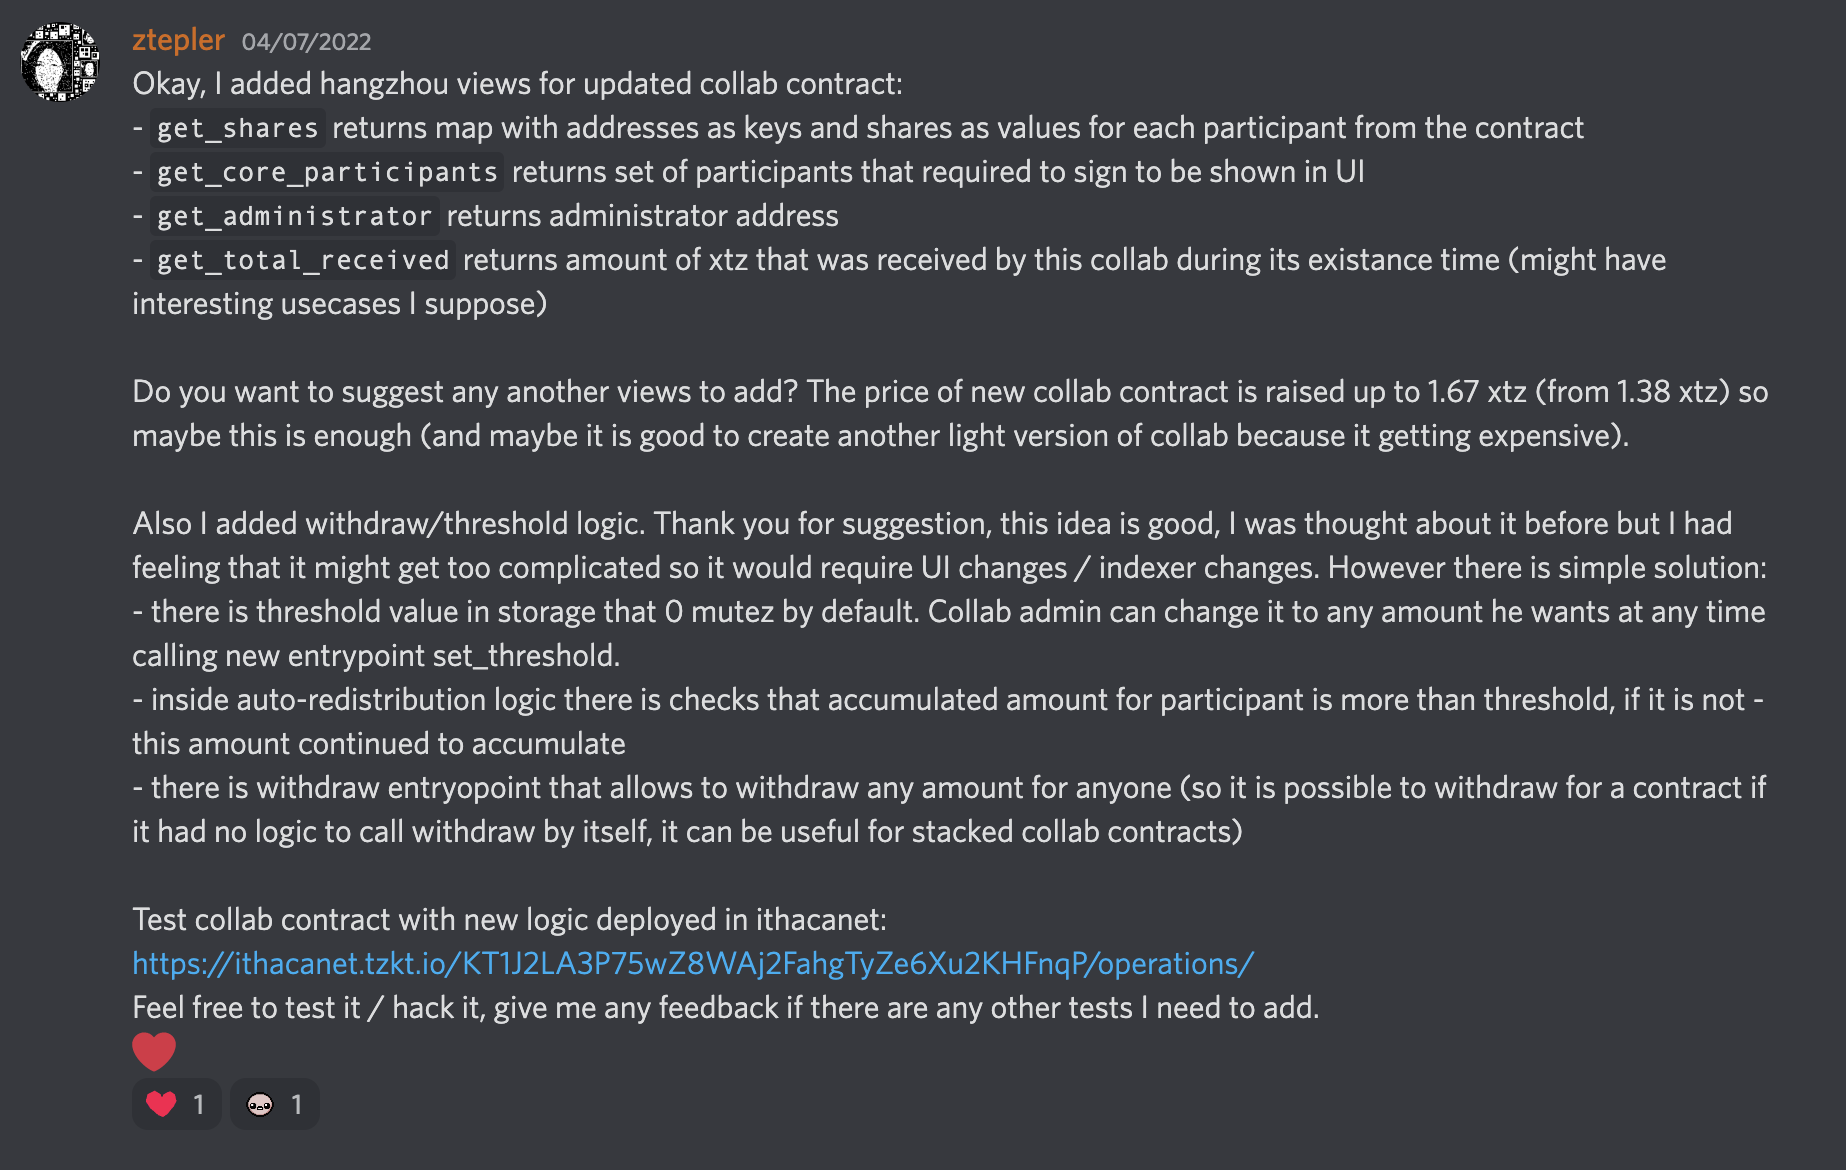 ztepler 04/07/2022
Okay, I added hangzhou views for updated collab contract:
- get_shares returns map with addresses as keys and shares as values for each participant from the contract
- get_core_participants returns set of participants that required to sign to be shown in UI
- get_administrator returns administrator address
- get_total_received returns amount of xtz that was received by this collab during its existance time (might have
interesting usecases I suppose)
Do you want to suggest any another views to add? The price of new collab contract is raised up to 1.67 xtz (from 1.38 xtz) so
maybe this is enough (and maybe it is good to create another light version of collab because it getting expensive).
Also I added withdraw/threshold logic. Thank you for suggestion, this idea is good, I was thought about it before but I had
feeling that it might get too complicated so it would require UI changes / indexer changes. However there is simple solution:
- there is threshold value in storage that 0 mutez by default. Collab admin can change it to any amount he wants at any time
calling new entrypoint set_threshold.
- inside auto-redistribution logic there is checks that accumulated amount for participant is more than threshold, if it is not -
this amount continued to accumulate
- there is withdraw entryopoint that allows to withdraw any amount for anyone (so it is possible to withdraw for a contract if
it had no logic to call withdraw by itself, it can be useful for stacked collab contracts)
Test collab contract with new logic deployed in ithacanet:
https://ithacanet.tzkt.io/KT1J2LA3P75wZ8WAj2FahgTyZe6Xu2KHFnqP/operations/
Feel free to test it / hack it, give me any feedback if there are any other tests I need to add.
1 1